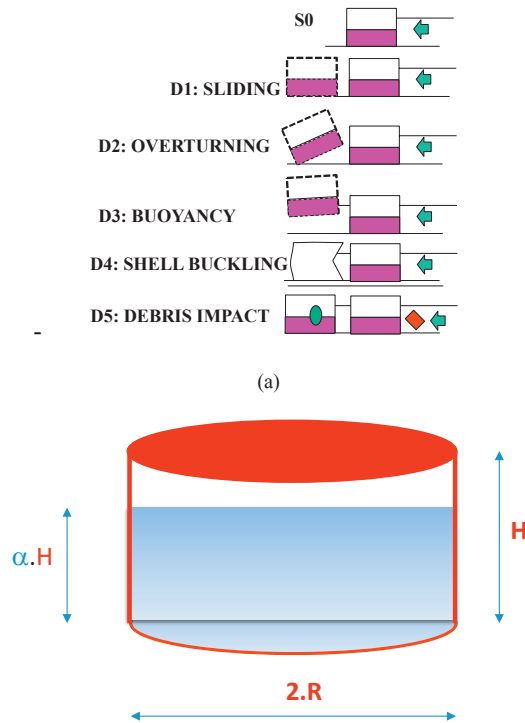 S0
D1: SLIDING
D2: OVERTURNING
D3: BUOYANCY
D4: SHELL BUCKLING
D5: DEBRIS IMPACT
-
(a)
α.H
H
2.R